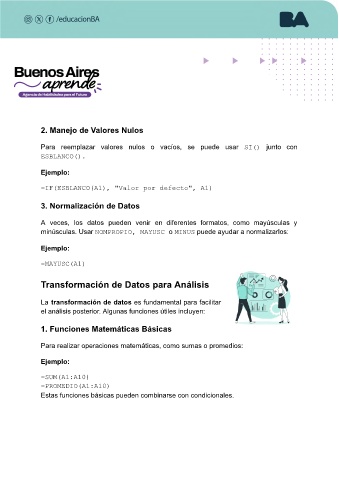 /educacionBA
BA
Buenos Aires
aprende
Agencia de Habilidades para el Futuro
2. Manejo de Valores Nulos
Para reemplazar valores nulos o vacíos, se puede usar SI() junto con
ESBLANCO().
Ejemplo:
=IF(ESBLANCO(A1), "Valor por defecto", A1)
3. Normalización de Datos
A veces, los datos pueden venir en diferentes formatos, como mayúsculas y
minúsculas. Usar NOMPROPIO, MAYUSC o MINUS puede ayudar a normalizarlos:
Ejemplo:
=MAYUSC(A1)
Transformación de Datos para Análisis
La transformación de datos es fundamental para facilitar
el análisis posterior. Algunas funciones útiles incluyen:
1. Funciones Matemáticas Básicas
Para realizar operaciones matemáticas, como sumas o promedios:
Ejemplo:
=SUM(A1:A10)
=PROMEDIO(A1:A10)
Estas funciones básicas pueden combinarse con condicionales.